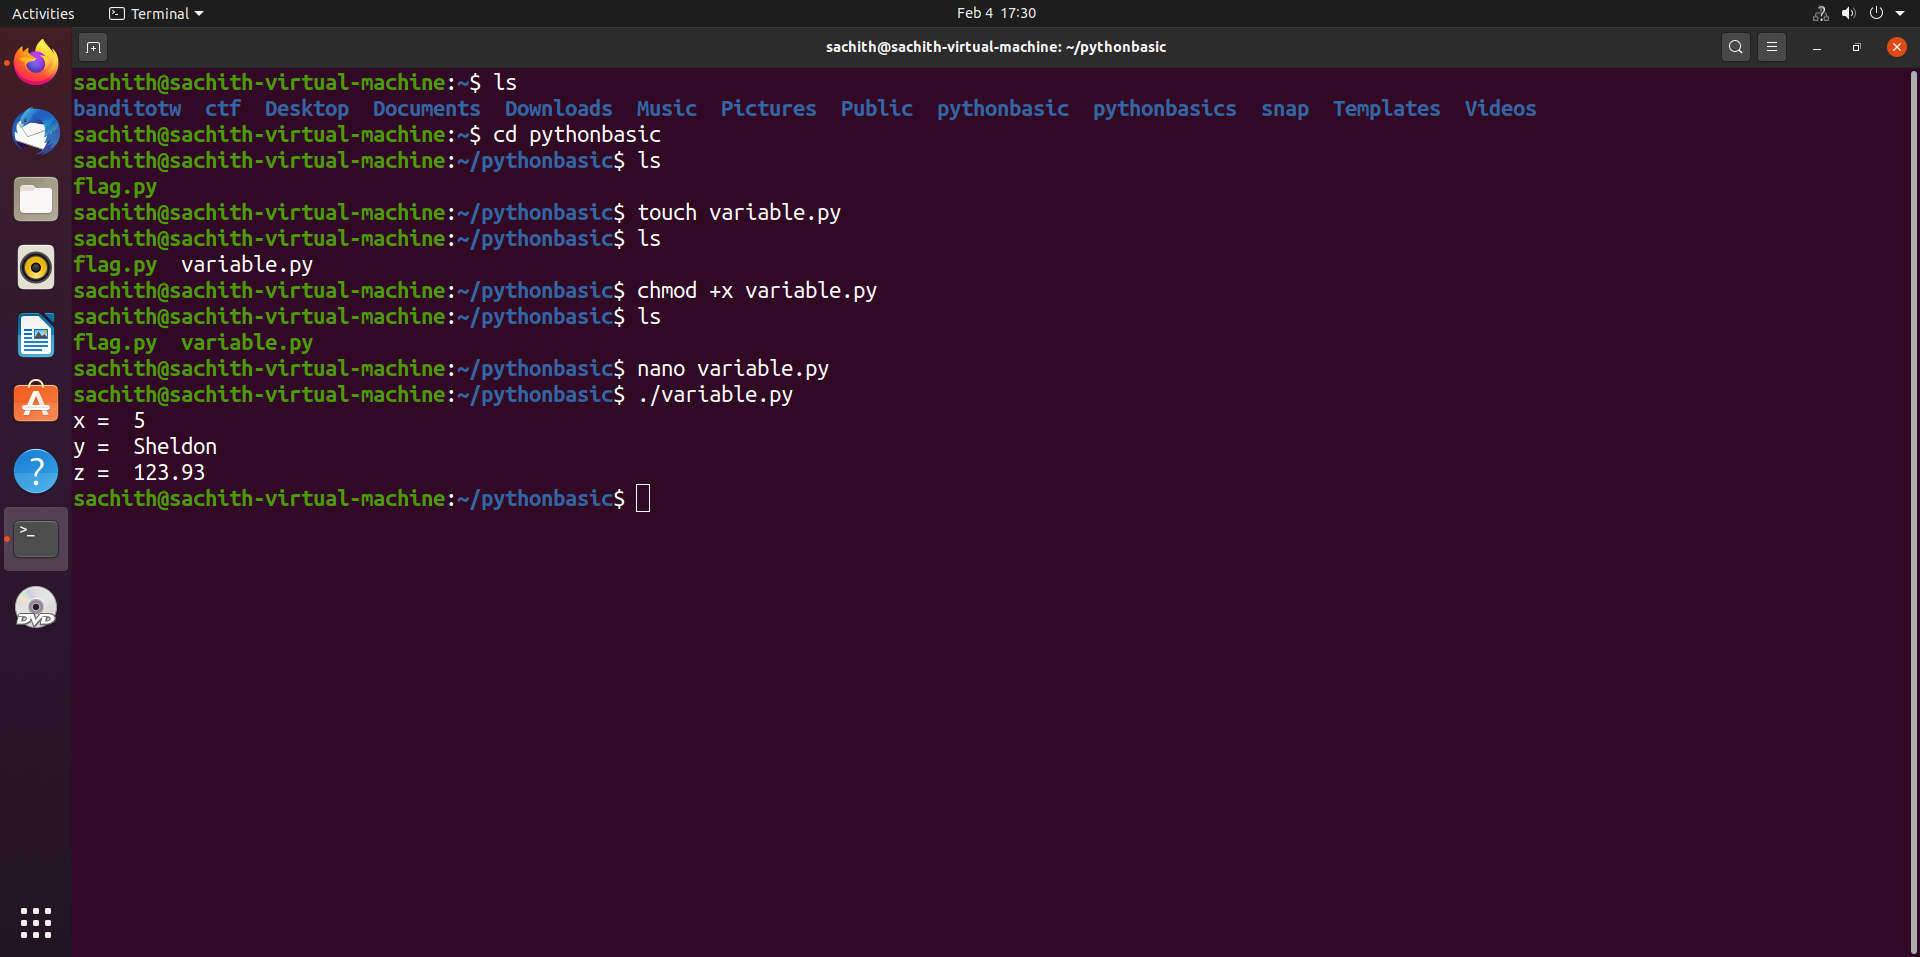 Activities Terminal Feb 4 17:30
sachith@sachith-virtual-machine: ~/pythonbasic
sachith@sachith-virtual-machine:~$ ls
banditotw  ctf  Desktop  Documents  Downloads  Music  Pictures  Public  pythonbasic  pythonbasics  snap  Templates  Videos
sachith@sachith-virtual-machine:~$ cd pythonbasic
sachith@sachith-virtual-machine:~/pythonbasic$ ls
flag.py
sachith@sachith-virtual-machine:~/pythonbasic$ touch variable.py
sachith@sachith-virtual-machine:~/pythonbasic$ ls
flag.py  variable.py
sachith@sachith-virtual-machine:~/pythonbasic$ chmod +x variable.py
sachith@sachith-virtual-machine:~/pythonbasic$ ls
flag.py  variable.py
sachith@sachith-virtual-machine:~/pythonbasic$ nano variable.py
sachith@sachith-virtual-machine:~/pythonbasic$ ./variable.py
x =  5
y =  Sheldon
z =  123.93
sachith@sachith-virtual-machine:~/pythonbasic$
?
>_
DVD